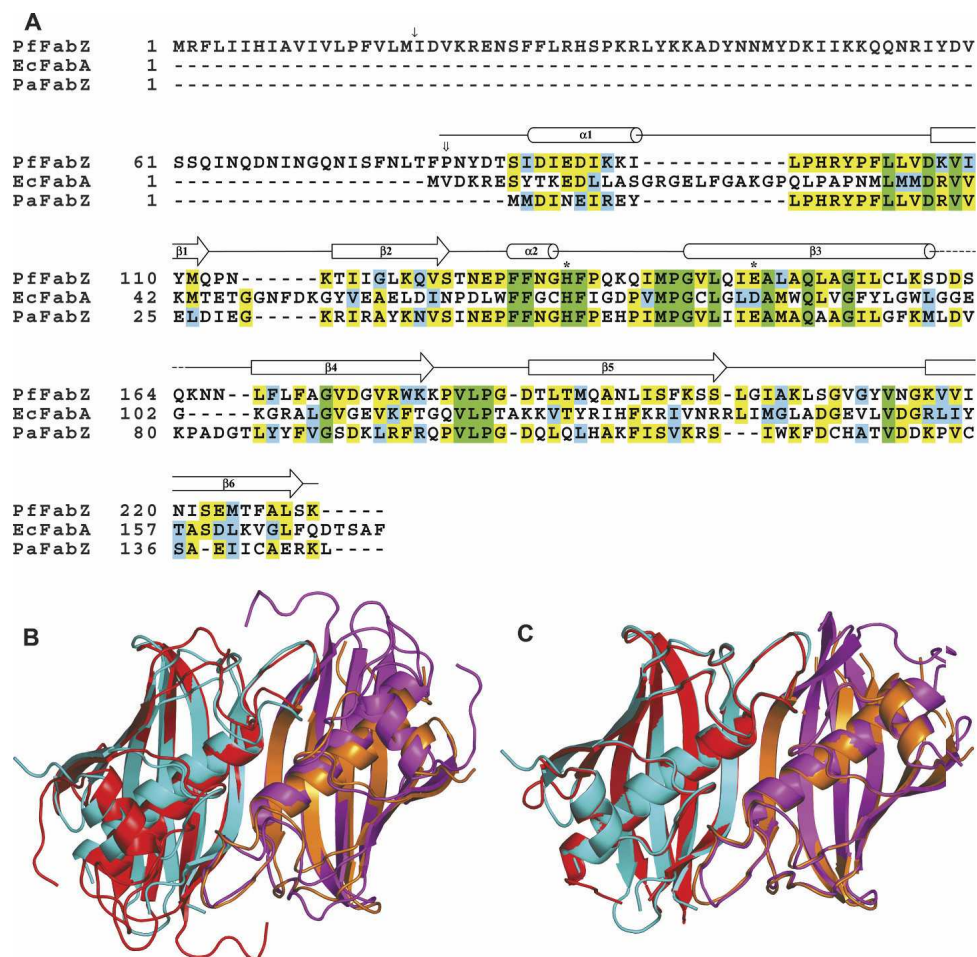 A
↓
PfFabZ 1 MRFLIIHIAVIVLPFVLMIDVKRENSFFLRHSPKRLYKKADYNNMYDKIIKKQQNRIYDV
EcFabA 1 ------------------------------------------------------------
PaFabZ 1 ------------------------------------------------------------
α1
⇓
PfFabZ 61 SSQINQDNINGQNISFNLTFPNYDTSIDIEDIKKI-----------LPHRYPFLLVDKVI
EcFabA 1 -------------------MVDKRESYTKEDLLASGRGELFGAKGPQLPAPNMLMMDRVV
PaFabZ 1 -------------------------MMDINEIREY-----------LPHRYPFLLVDRVV
β1 β2 α2 β3
* *
PfFabZ 110 YMQPN-------KTIIGLKQVSTNEPFFNGHFPQKQIMPGVLQIEALAQLAGILCLKSDDS
EcFabA 42 KMTETGGNFDKGYVEAELDINPDLWFFGCHFIGDPVMPGCLGLDAMWQLVGFYLGWLGGE
PaFabZ 25 ELDIEG------KRIRAYKNVSINEPFFNGHFPEHPIMPGVLIIEAMAQAAGILGFKMLDV
β4 β5
PfFabZ 164 QKNN--LFLFAGVDGVRWKKPVLPG-DTLTMQANLISFKSS-LGIAKLSGVGYVNGKVVI
EcFabA 102 G-----KGRALGVGEVKFTGQVLPTAKKVTYRIHFKRIVNRRLIMGLADGEVLVDGRLIY
PaFabZ 80 KPADGTLYYFVGSDKLRFRQPVLPG-DQLQLHAKFISVKRS---IWKFDCHATVDDKPVC
β6
PfFabZ 220 NISEMTFALSK-----
EcFabA 157 TASDLKVGLFQDTSAF
PaFabZ 136 SA-EIICAERKL----
B C